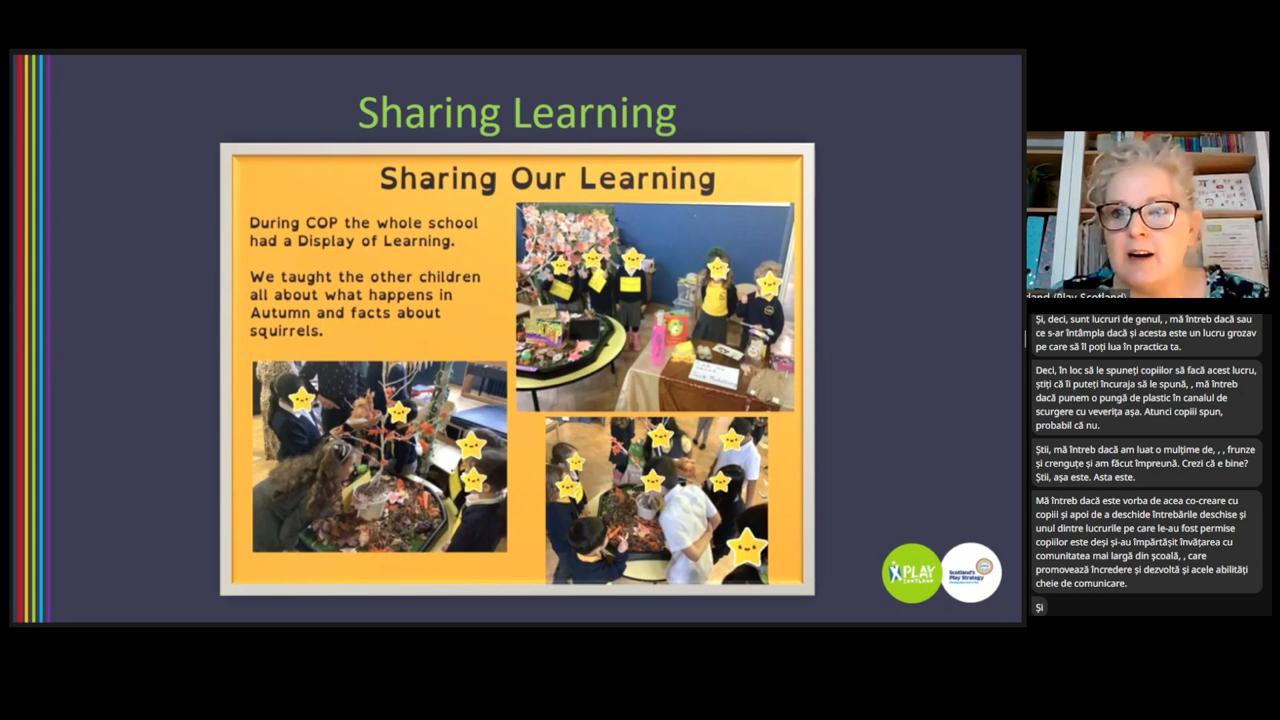 Sharing Learning
Sharing Our Learning
During COP the whole school
had a Display of Learning.
We taught the other children
all about what happens in
Autumn and facts about
squirrels.
PLAY
SCOTLAND
Scotland's
Play Strategy
land (Play Scotland)
Și, deci, sunt lucruri de genul, , mă întreb dacă sau
ce s-ar întâmpla dacă și acesta este un lucru grozav
pe care să îl poți lua în practica ta.
Deci, în loc să le spuneți copiilor să facă acest lucru,
știți că îi puteți încuraja să le spună, , mă întreb
dacă punem o pungă de plastic în canalul de
scurgere cu veverița așa. Atunci copiii spun,
probabil că nu.
Știi, mă întreb dacă am luat o mulțime de, , , frunze
și crenguțe și am făcut împreună. Crezi că e bine?
Știi, așa este. Asta este.
Mă întreb dacă este vorba de acea co-creare cu
copiii și apoi de a deschide întrebările deschise și
unul dintre lucrurile pe care le-au fost permise
copiilor este deși și-au împărtășit învățarea cu
comunitatea mai largă din școală, , care
promovează încredere și dezvoltă și acele abilități
cheie de comunicare.
Și